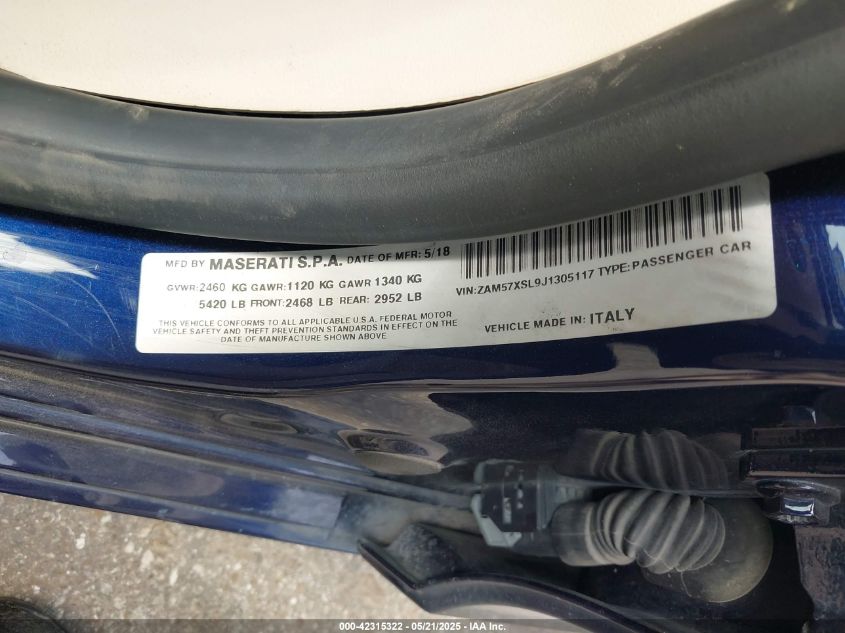 MFD BY MASERATI S.P.A. DATE OF MFR: 5/18
GVWR: 2460 KG GAWR: 1120 KG GAWR 1340 KG
5420 LB FRONT: 2468 LB REAR: 2952 LB
THIS VEHICLE CONFORMS TO ALL APPLICABLE U.S.A. FEDERAL MOTOR
VEHICLE SAFETY AND THEFT PREVENTION STANDARDS IN EFFECT ON THE
DATE OF MANUFACTURE SHOWN ABOVE
VIN: ZAM57XSL9J1305117 TYPE: PASSENGER CAR
VEHICLE MADE IN: ITALY
000-42315322 - 05/21/2025 - IAA Inc.